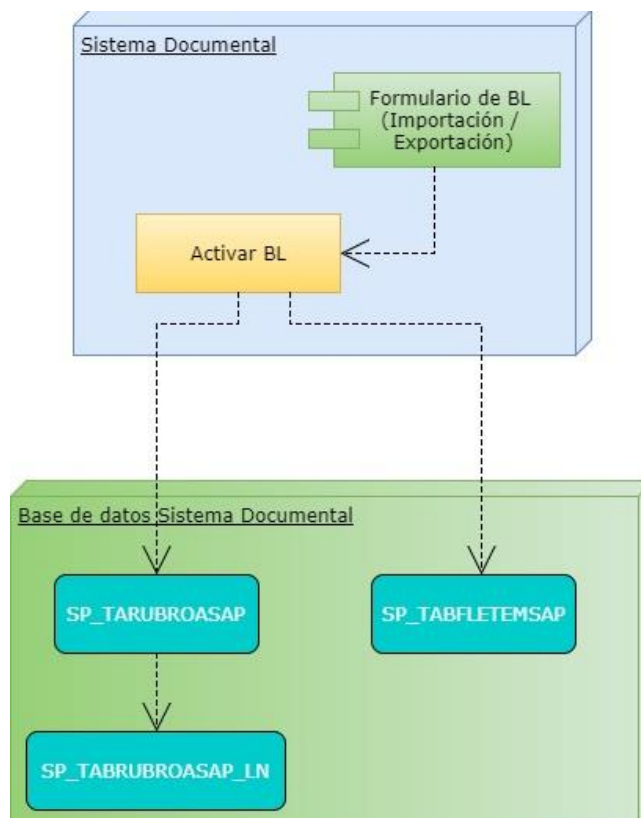 Sistema Documental
Formulario de BL
(Importación /
Exportación)
Activar BL
Base de datos Sistema Documental
SP_TARUBROASAP
SP_TABFLETEMSAP
SP_TABRUBROASAP_LN